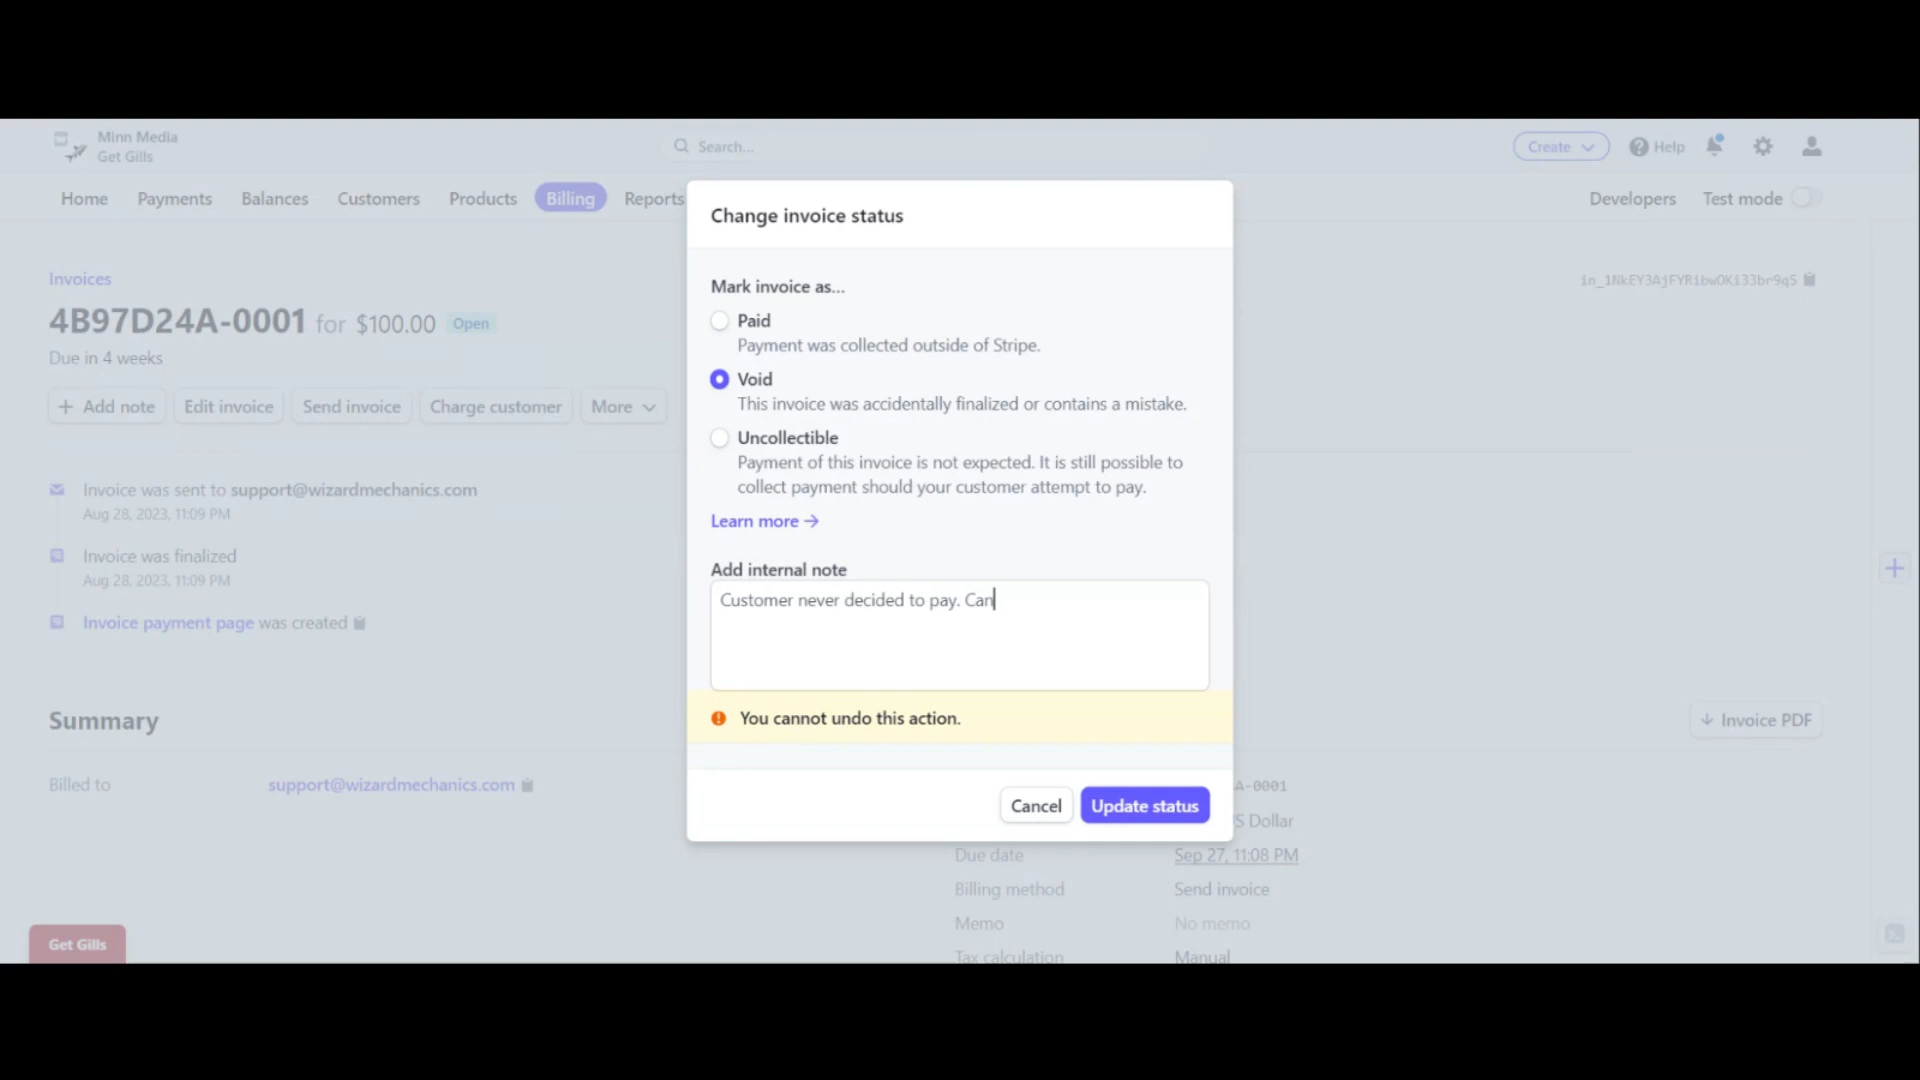 Minn Media
Get Gills
Search...
Create
Help
Home
Payments
Balances
Customers
Products
Billing
Reports
Developers
Test mode
Invoices
in_1NkEY3AjFYRibwOKi33br9q5
4B97D24A-0001 for $100.00 Open
Due in 4 weeks
+ Add note
Edit invoice
Send invoice
Charge customer
More
Invoice was sent to support@wizardmechanics.com
Aug 28, 2023, 11:09 PM
Invoice was finalized
Aug 28, 2023, 11:09 PM
Invoice payment page was created
Summary
Invoice PDF
Billed to
support@wizardmechanics.com
Change invoice status
Mark invoice as...
Paid
Payment was collected outside of Stripe.
Void
This invoice was accidentally finalized or contains a mistake.
Uncollectible
Payment of this invoice is not expected. It is still possible to
collect payment should your customer attempt to pay.
Learn more →
Add internal note
Customer never decided to pay. Can
You cannot undo this action.
Cancel
Update status
A-0001
S Dollar
Due date
Sep 27, 11:08 PM
Billing method
Send invoice
Memo
No memo
Tax calculation
Manual
Get Gills